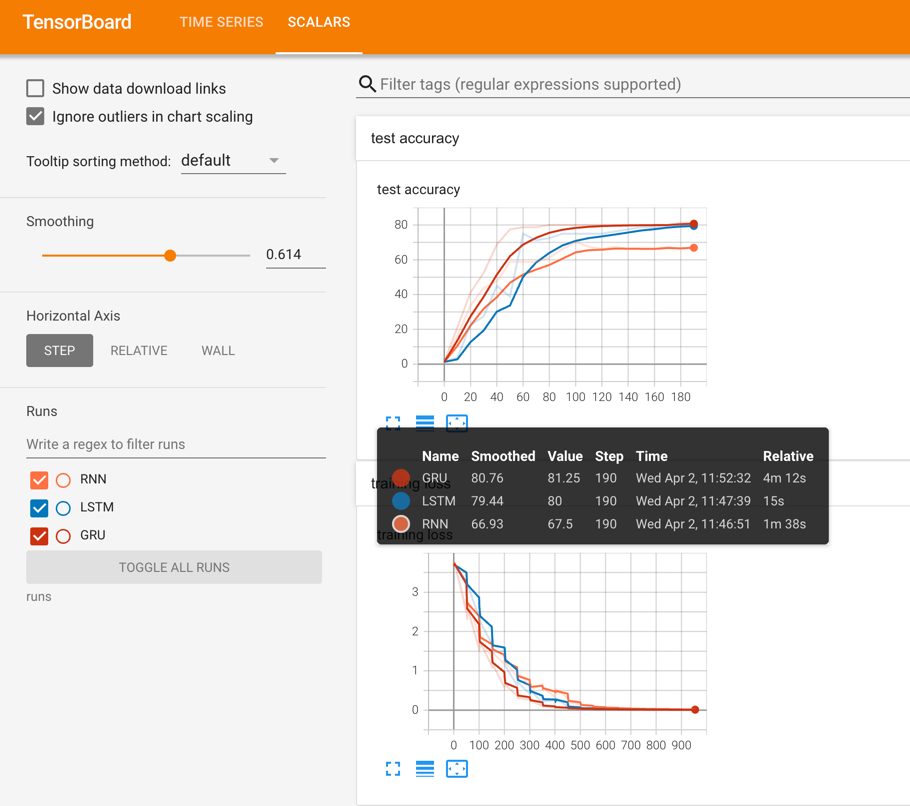 TensorBoard TIME SERIES SCALARS
Show data download links
Ignore outliers in chart scaling
Tooltip sorting method: default
Smoothing
0.614
Horizontal Axis
STEP RELATIVE WALL
Runs
Write a regex to filter runs
RNN
LSTM
GRU
TOGGLE ALL RUNS
runs
Filter tags (regular expressions supported)
test accuracy
test accuracy
80
60
40
20
0
0 20 40 60 80 100 120 140 160 180
training loss
Name Smoothed Value Step Time Relative
GRU 80.76 81.25 190 Wed Apr 2, 11:52:32 4m 12s
LSTM 79.44 80 190 Wed Apr 2, 11:47:39 15s
RNN 66.93 67.5 190 Wed Apr 2, 11:46:51 1m 38s
training loss
3
2
1
0
0 100 200 300 400 500 600 700 800 900